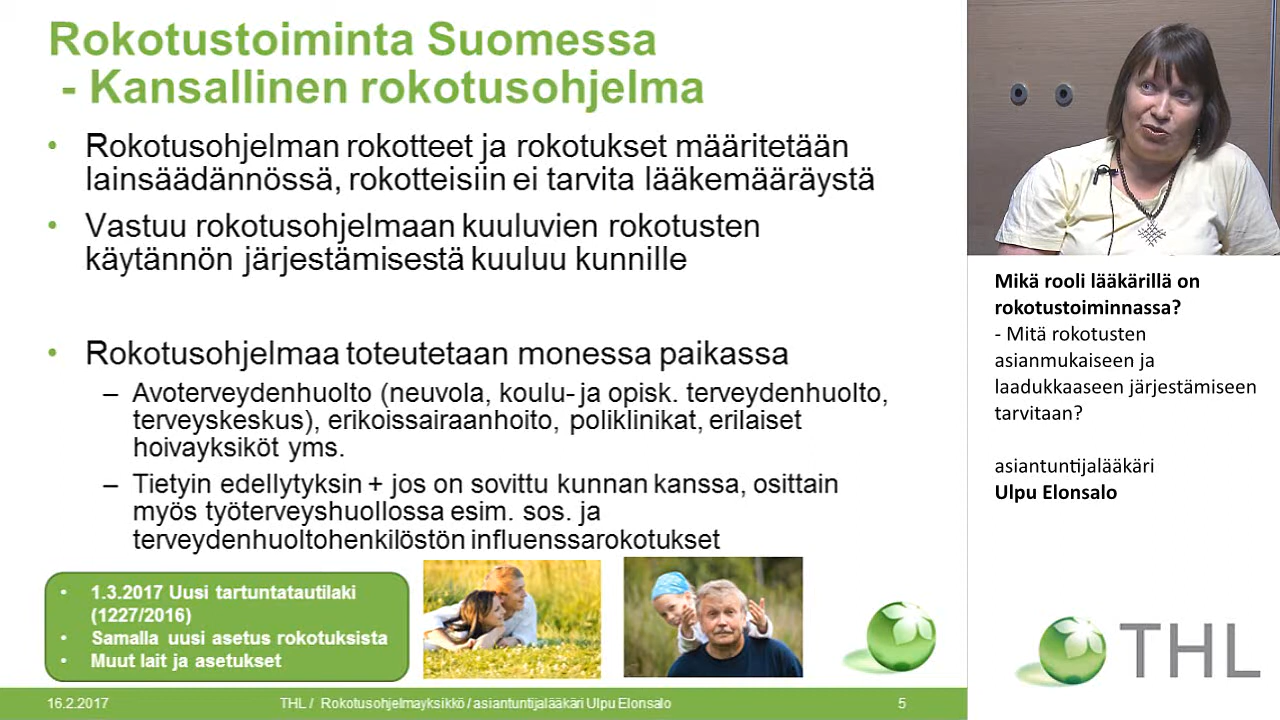 Rokotustoiminta Suomessa
- Kansallinen rokotusohjelma
• Rokotusohjelman rokotteet ja rokotukset määritetään
lainsäädännössä, rokotteisiin ei tarvita lääkemääräystä
• Vastuu rokotusohjelmaan kuuluvien rokotusten
käytännön järjestämisestä kuuluu kunnille
• Rokotusohjelmaa toteutetaan monessa paikassa
– Avoterveydenhuolto (neuvola, koulu- ja opisk. terveydenhuolto,
terveyskeskus), erikoissairaanhoito, poliklinikat, erilaiset
hoivayksiköt yms.
– Tietyin edellytyksin + jos on sovittu kunnan kanssa, osittain
myös työterveyshuollossa esim. sos. ja
terveydenhuoltohenkilöstön influenssarokotukset
• 1.3.2017 Uusi tartuntatautilaki
(1227/2016)
• Samalla uusi asetus rokotuksista
• Muut lait ja asetukset
16.2.2017
THL / Rokotusohjelmayksikkö / asiantuntijalääkäri Ulpu Elonsalo
5
Mikä rooli lääkärillä on
rokotustoiminnassa?
- Mitä rokotusten
asianmukaiseen ja
laadukkaaseen järjestämiseen
tarvitaan?
asiantuntijalääkäri
Ulpu Elonsalo
THL